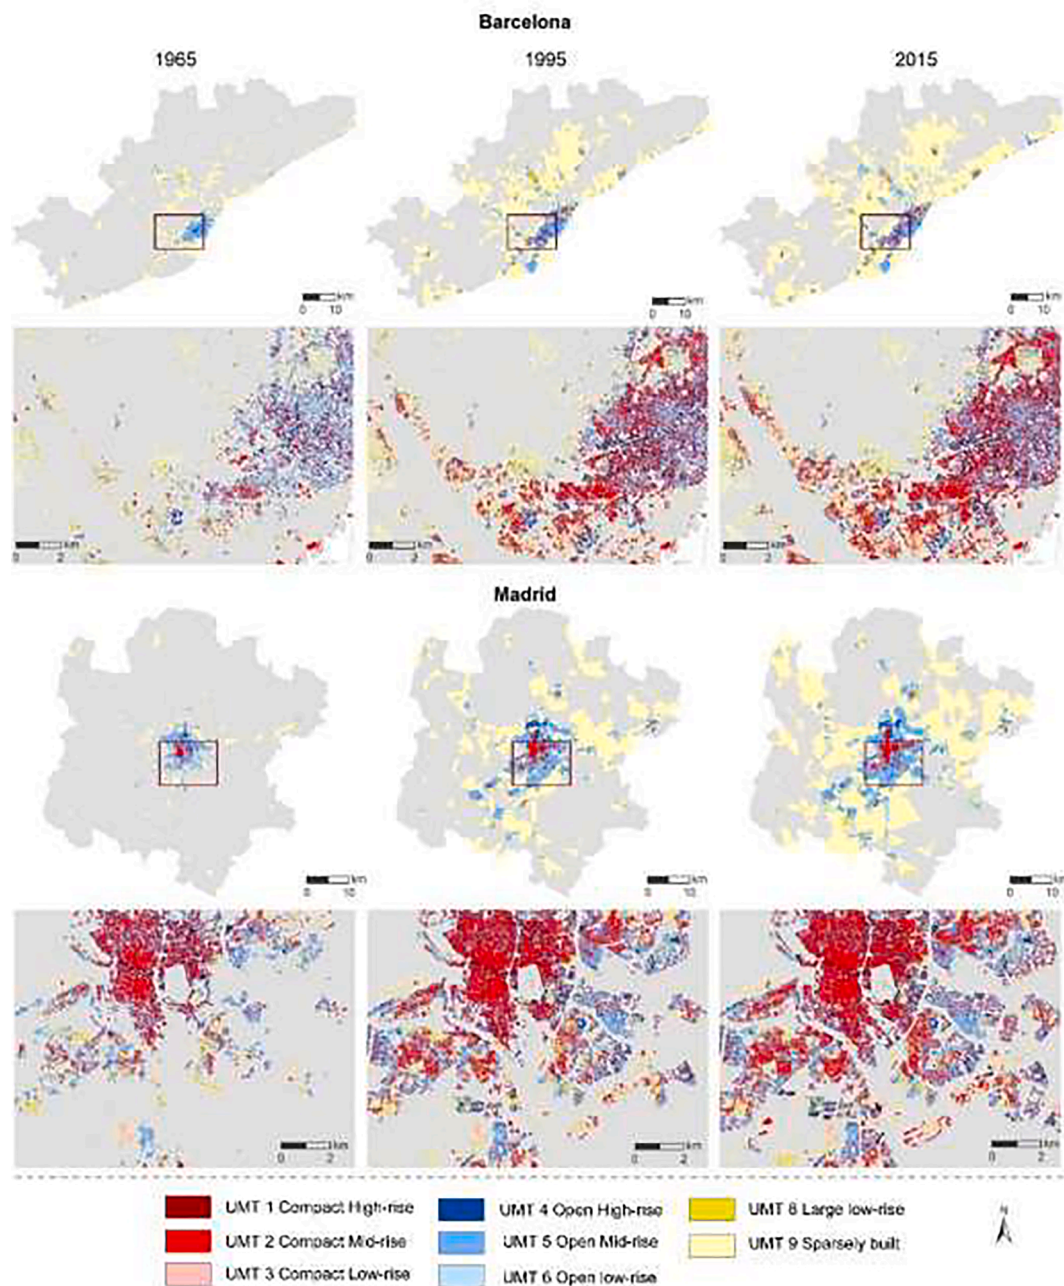 Barcelona
1965 1995 2015
km km km
0 10 0 10 0 10
km km km
0 2 0 2 0 2
Madrid
km km km
0 10 0 10 0 10
km km km
0 2 0 2 0 2
UMT 1 Compact High-rise UMT 4 Open High-rise UMT 8 Large low-rise
N
UMT 2 Compact Mid-rise UMT 5 Open Mid-rise UMT 9 Sparsely built
UMT 3 Compact Low-rise UMT 6 Open low-rise